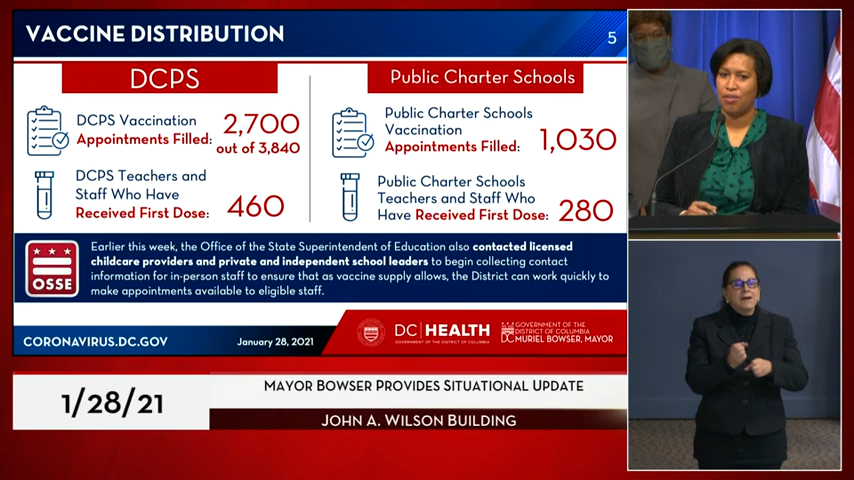 VACCINE DISTRIBUTION
5
DCPS
DCPS Vaccination
Appointments Filled:
2,700
out of 3,840
DCPS Teachers and
Staff Who Have
Received First Dose:
460
Public Charter Schools
Public Charter Schools
Vaccination
Appointments Filled:
1,030
Public Charter Schools
Teachers and Staff Who
Have Received First Dose:
280
OSSE
Earlier this week, the Office of the State Superintendent of Education also contacted licensed
childcare providers and private and independent school leaders to begin collecting contact
information for in-person staff to ensure that as vaccine supply allows, the District can work quickly to
make appointments available to eligible staff.
CORONAVIRUS.DC.GOV
January 28, 2021
DC HEALTH
GOVERNMENT OF THE DISTRICT OF COLUMBIA
GOVERNMENT OF THE
DISTRICT OF COLUMBIA
DC MURIEL BOWSER, MAYOR
1/28/21
MAYOR BOWSER PROVIDES SITUATIONAL UPDATE
JOHN A. WILSON BUILDING